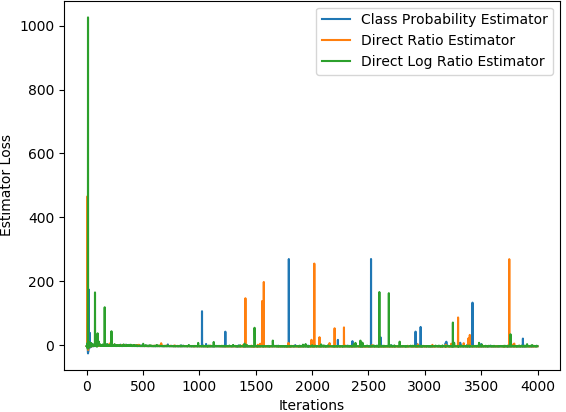 Class Probability Estimator
Direct Ratio Estimator
Direct Log Ratio Estimator
Estimator Loss
1000
800
600
400
200
0
0 500 1000 1500 2000 2500 3000 3500 4000
Iterations